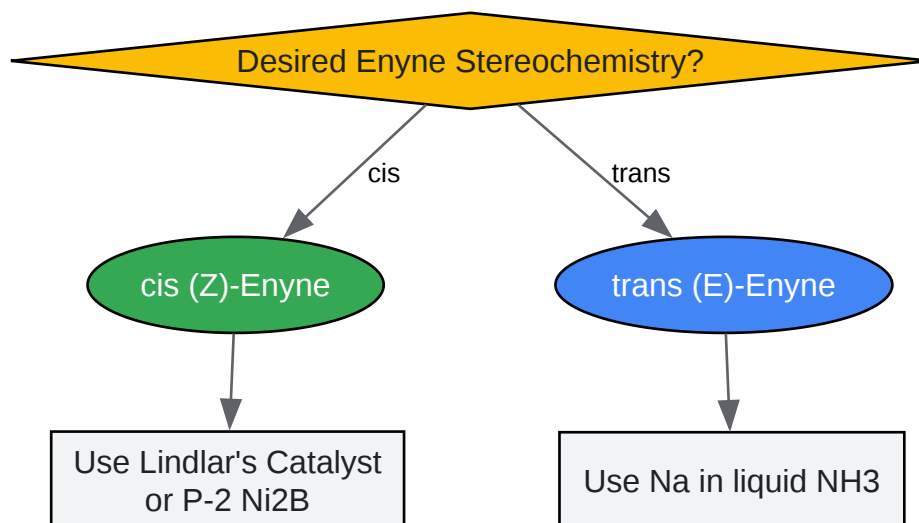 Desired Enyne Stereochemistry?
cis
trans
cis (Z)-Enyne
trans (E)-Enyne
Use Lindlar's Catalyst
or P-2 Ni2B
Use Na in liquid NH3